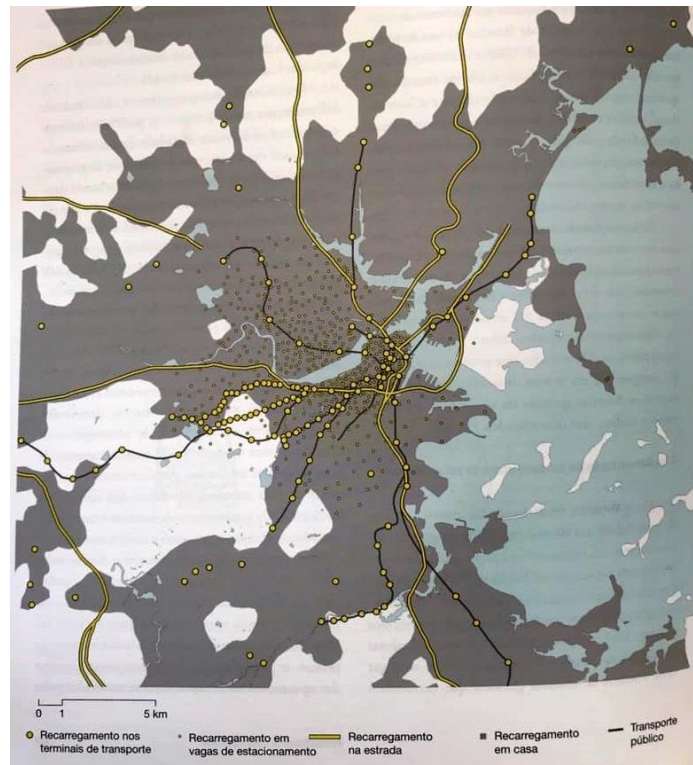 0 1 5 km
Recarregamento nos
terminais de transporte
Recarregamento em
vagas de estacionamento
Recarregamento
na estrada
Recarregamento
em casa
Transporte
público